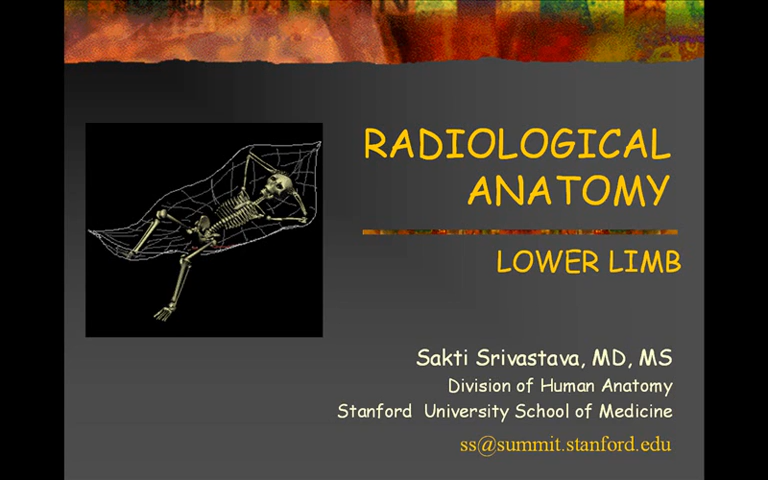 RADIOLOGICAL
ANATOMY
LOWER LIMB
Sakti Srivastava, MD, MS
Division of Human Anatomy
Stanford University School of Medicine
ss@summit.stanford.edu